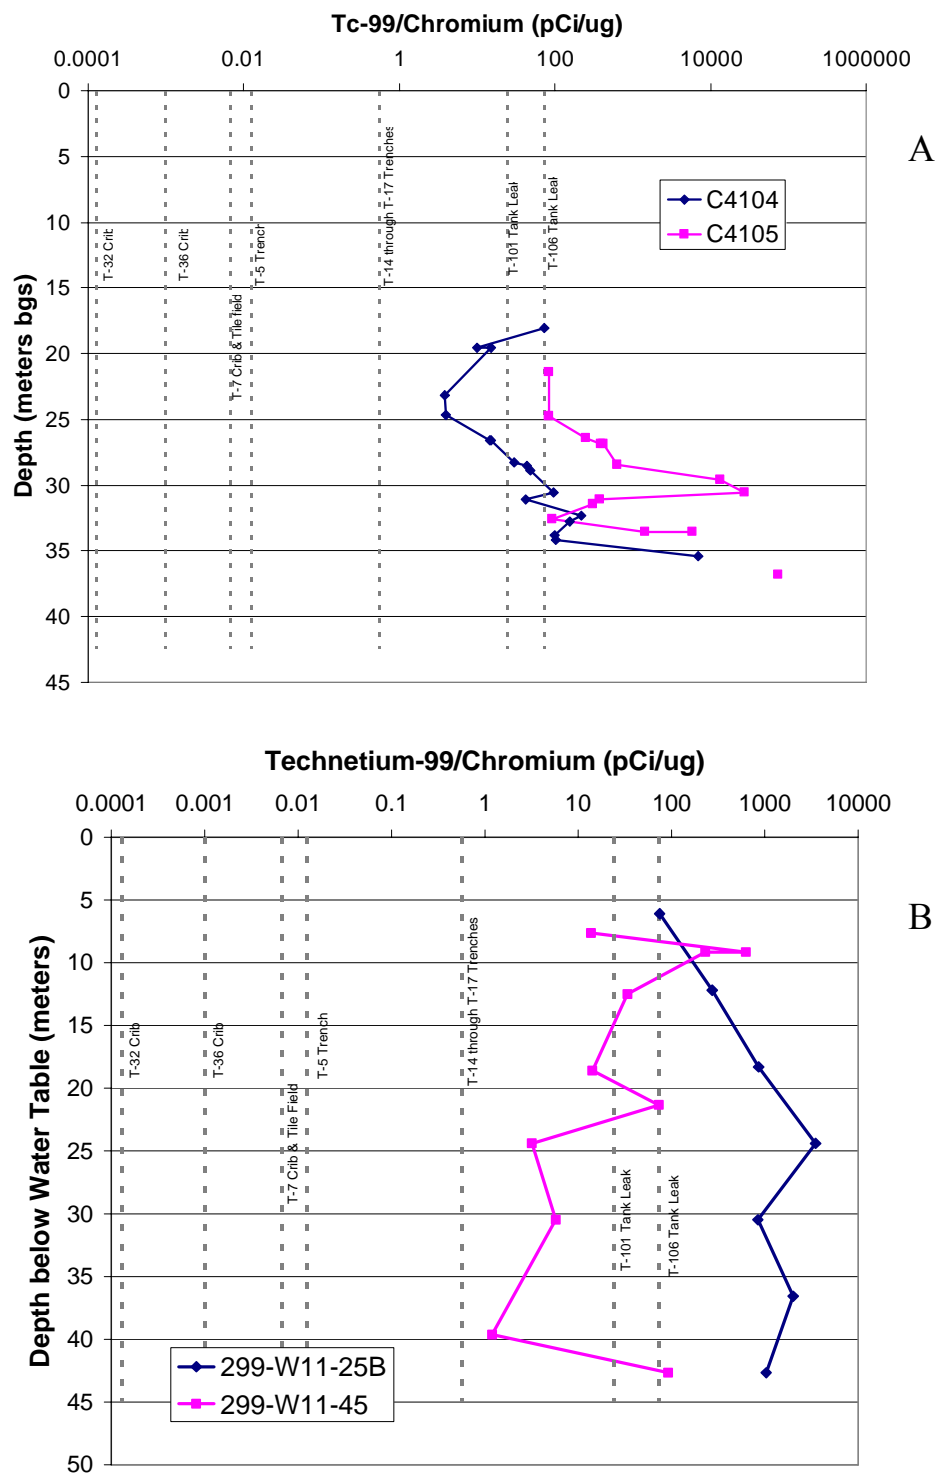 Tc-99/Chromium (pCi/ug)
0.0001 0.01 1 100 10000 1000000
0
5
10
15
20
25
30
35
40
45
Depth (meters bgs)
T-32 Crib
T-36 Crib
T-7 Crib & Tile field
T-5 Trench
T-14 through T-17 Trenches
T-101 Tank Leak
T-106 Tank Leak
C4104
C4105
A
Technetium-99/Chromium (pCi/ug)
0.0001 0.001 0.01 0.1 1 10 100 1000 10000
0
5
10
15
20
25
30
35
40
45
50
Depth below Water Table (meters)
T-32 Crib
T-36 Crib
T-7 Crib & Tile Field
T-5 Trench
T-14 through T-17 Trenches
T-101 Tank Leak
T-106 Tank Leak
299-W11-25B
299-W11-45
B